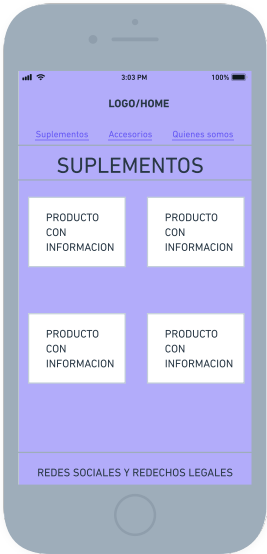 3:03 PM
100%
LOGO/HOME
Suplementos Accesorios Quienes somos
SUPLEMENTOS
PRODUCTO
CON
INFORMACION
PRODUCTO
CON
INFORMACION
PRODUCTO
CON
INFORMACION
PRODUCTO
CON
INFORMACION
REDES SOCIALES Y REDECHOS LEGALES